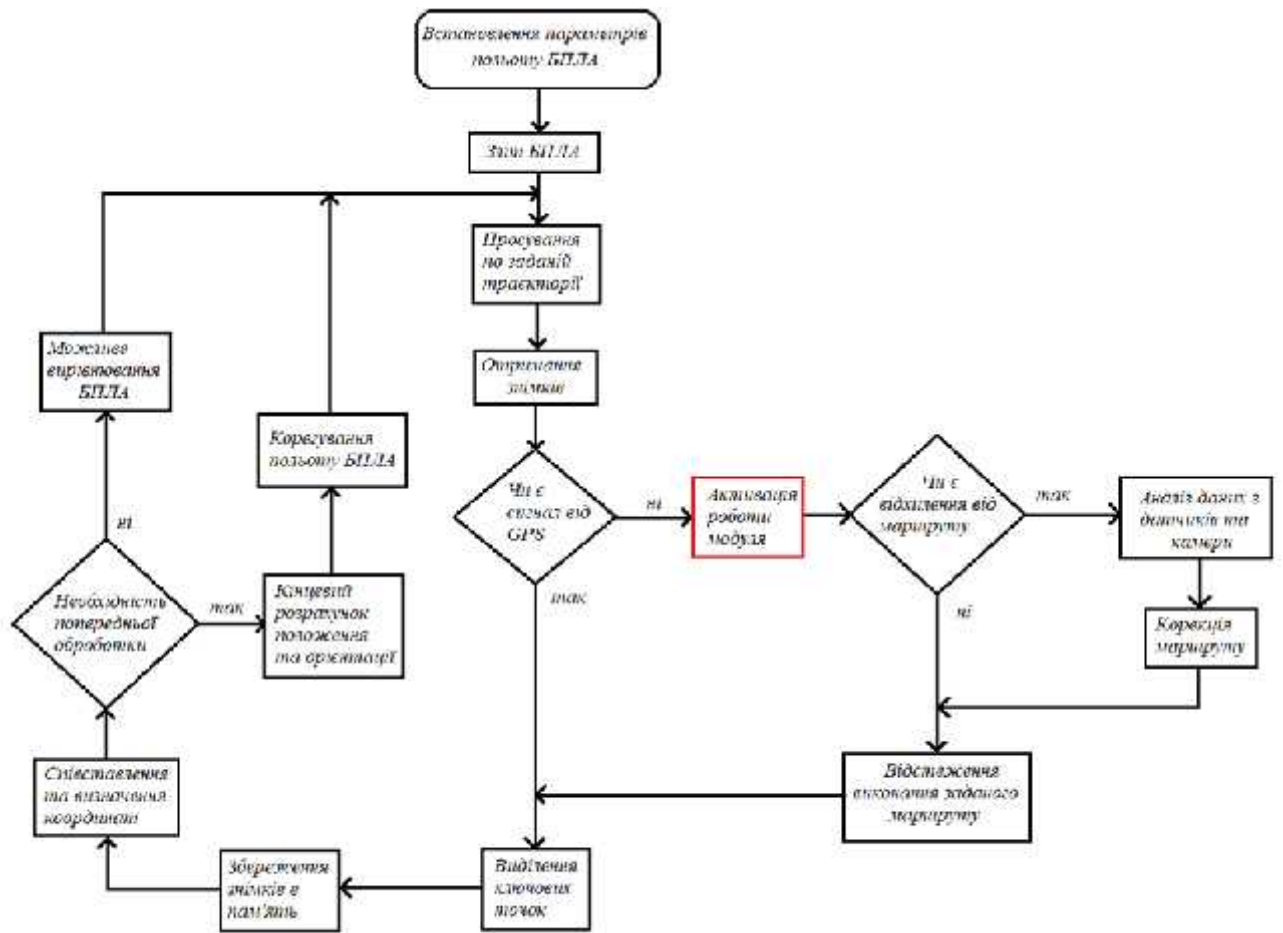 Встановлення параметрів
польоту БПЛА
Зліт БПЛА
Просування
по заданій
траєкторії
Отримання
знімків
Чи є
сигнал від
GPS
ні
так
Активація
роботи
модуля
Чи є
відхилення від
маршруту
так
ні
Аналіз даних з
датчиків та
камери
Корекція
маршруту
Відстеження
виконання заданого
маршруту
Виділення
ключових
точок
Збереження
знімків в
пам'ять
Співставлення
та визначення
координат
Необхідність
попередньої
обробки
ні
так
Можливе
вирівнювання
БПЛА
Кінцевий
розрахунок
положення
та орієнтації
Корегування
польоту БПЛА